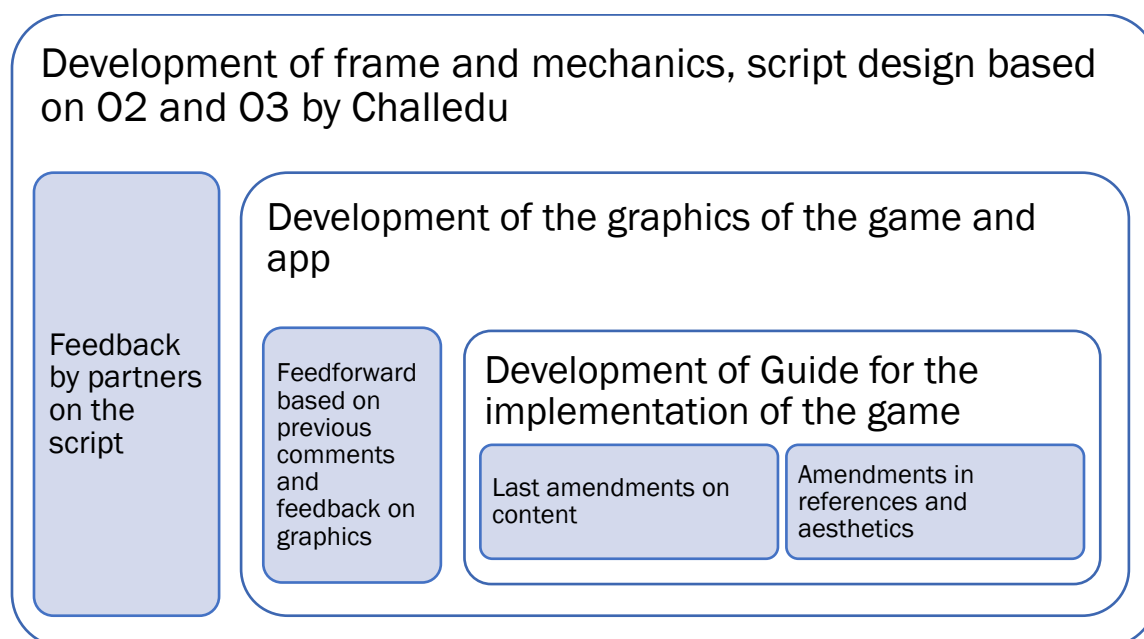 Development of frame and mechanics, script design based
on O2 and O3 by Challedu
Development of the graphics of the game and
app
Feedback
by partners
on the
script
Feedforward
based on
previous
comments
and
feedback on
graphics
Development of Guide for the
implementation of the game
Last amendments on
content
Amendments in
references and
aesthetics